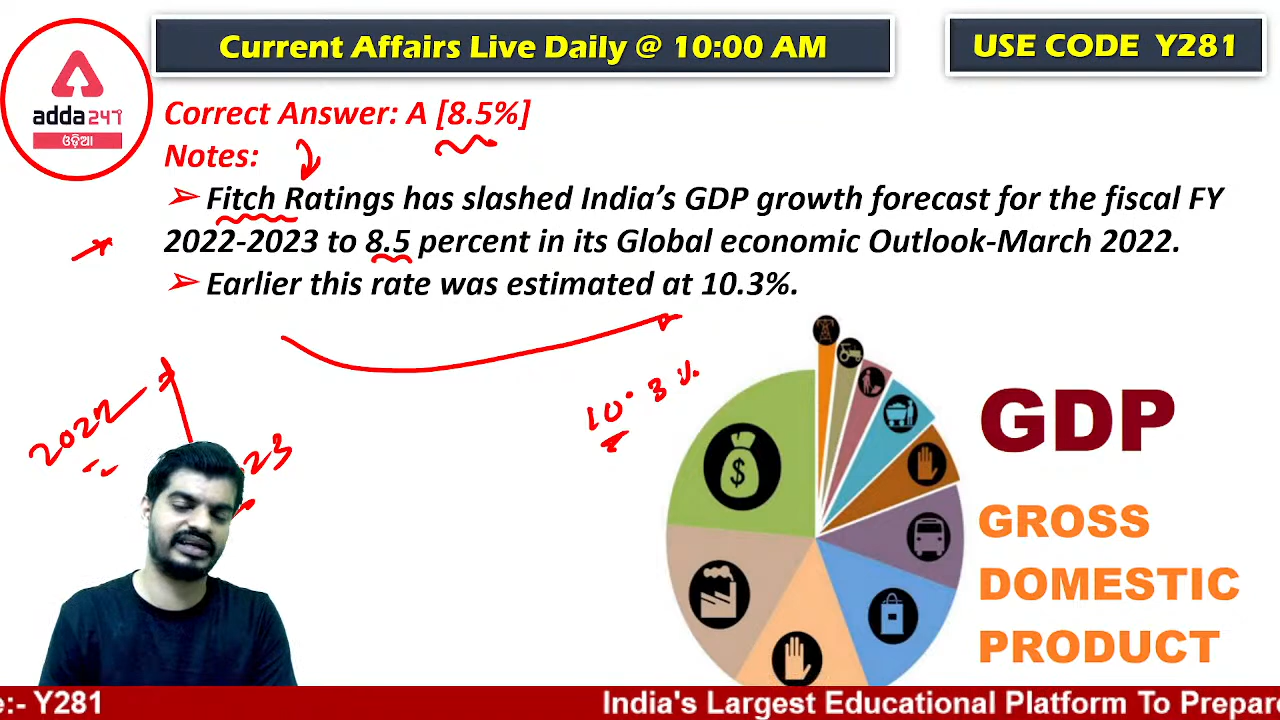 Current Affairs Live Daily @ 10:00 AM
USE CODE Y281
adda247
ଓଡ଼ିଆ
Correct Answer: A [8.5%]
Notes:
➢ Fitch Ratings has slashed India’s GDP growth forecast for the fiscal FY
2022-2023 to 8.5 percent in its Global economic Outlook-March 2022.
➢ Earlier this rate was estimated at 10.3%.
2022
23
10.3%
$
GDP
GROSS
DOMESTIC
PRODUCT
e:- Y281
India's Largest Educational Platform To Prepare